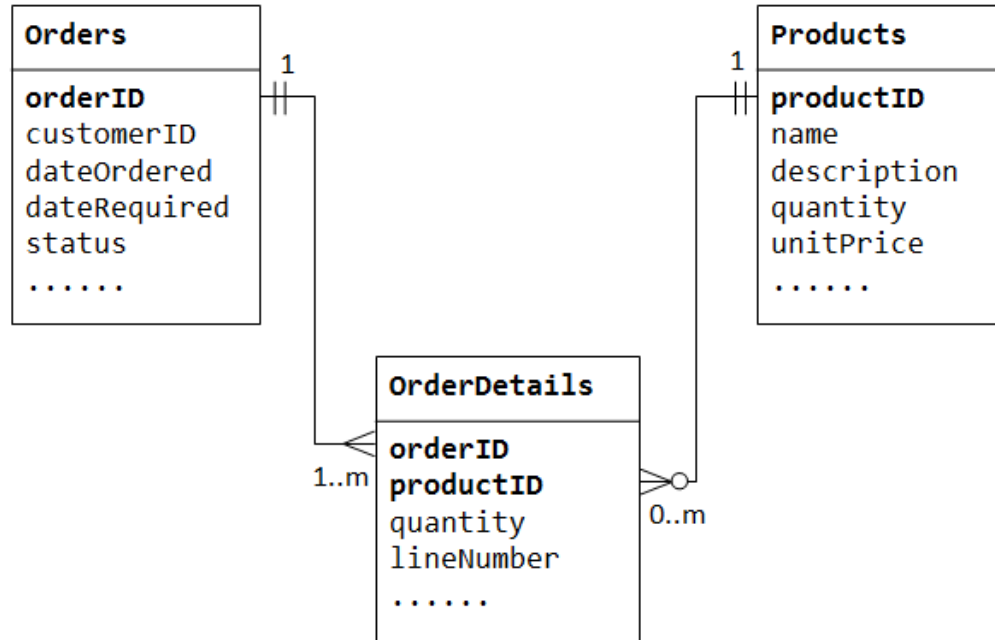 Orders
orderID
customerID
dateOrdered
dateRequired
status
......
1
1
Products
productID
name
description
quantity
unitPrice
......
OrderDetails
orderID
productID
quantity
lineNumber
......
1..m
0..m